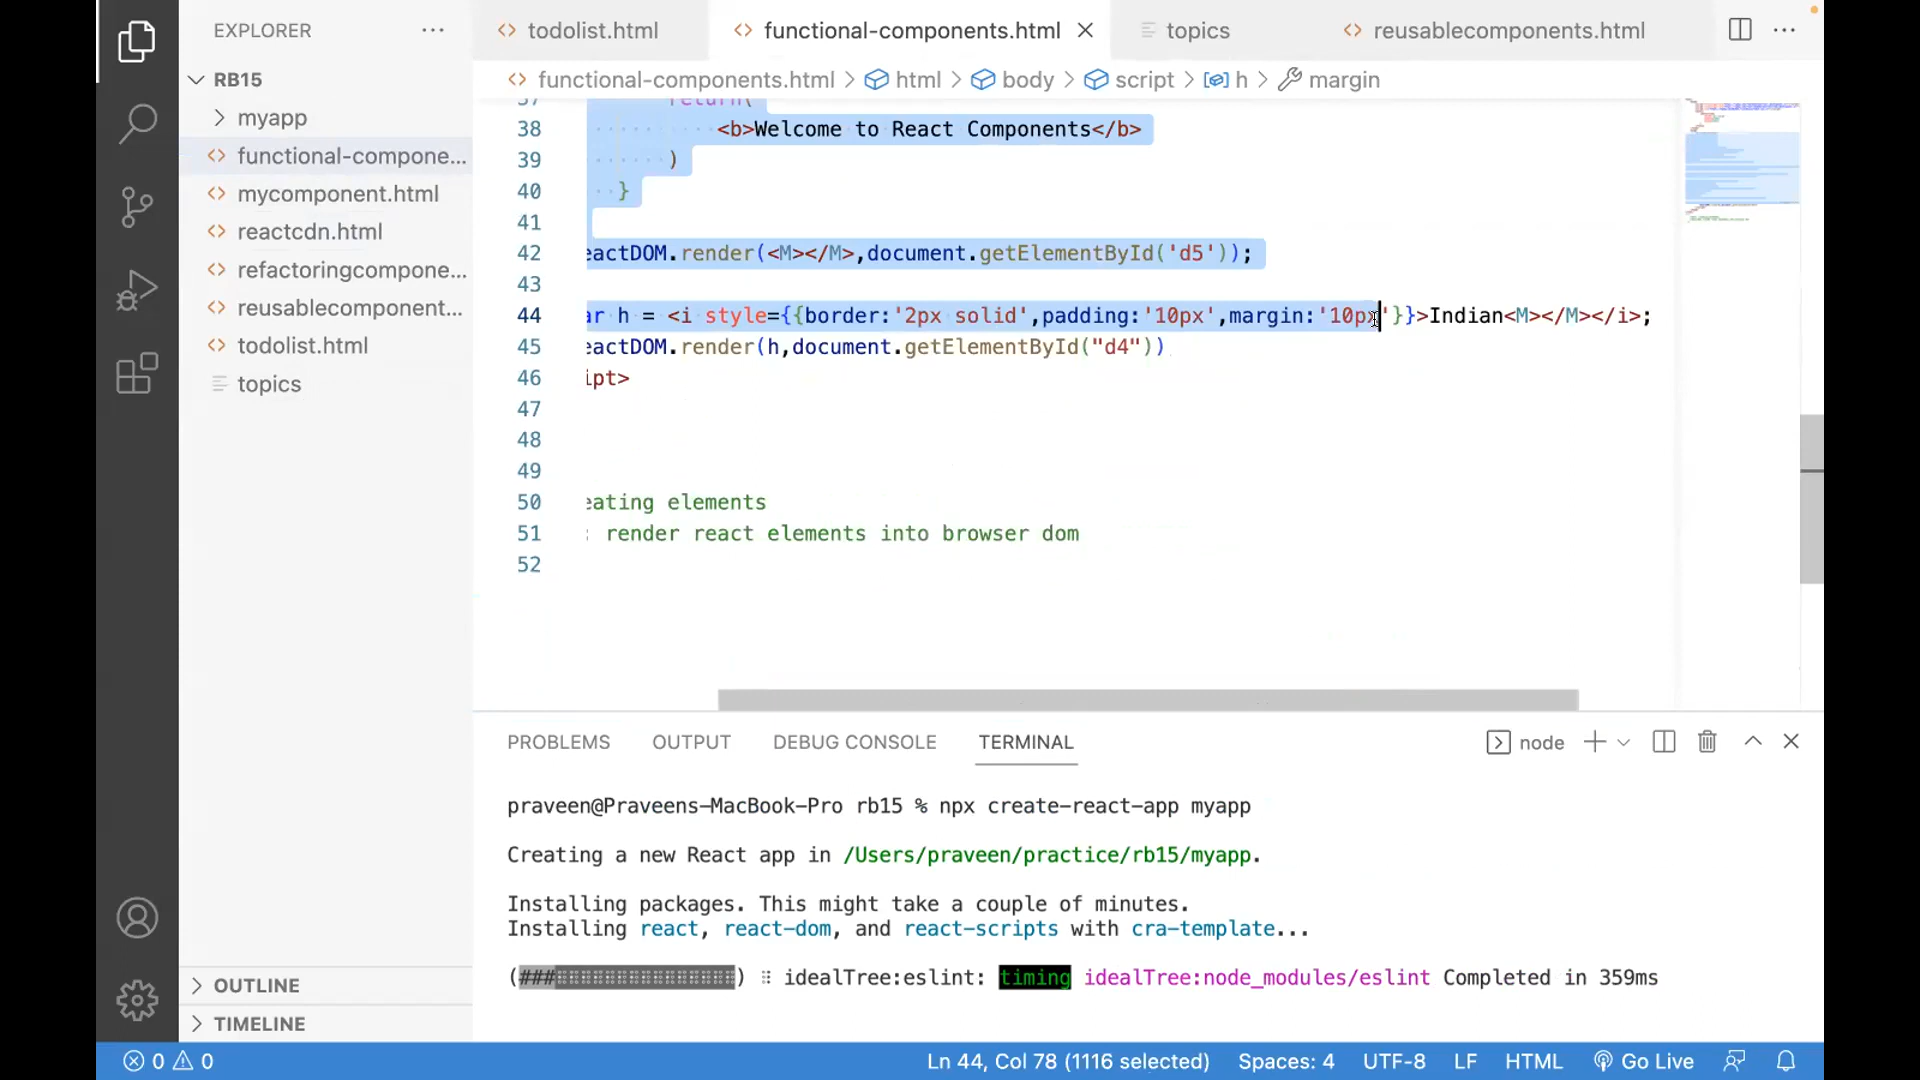 EXPLORER
RB15
myapp
functional-compone...
mycomponent.html
reactcdn.html
refactoringcompone...
reusablecomponent...
todolist.html
topics
OUTLINE
TIMELINE
todolist.html
functional-components.html
topics
reusablecomponents.html
functional-components.html > html > body > script > h > margin
37 return(
38 <b>Welcome to React Components</b>
39 )
40 }
41
42 eactDOM.render(<M></M>,document.getElementById('d5'));
43
44 ar h = <i style={{border:'2px solid',padding:'10px',margin:'10px'}}>Indian<M></M></i>;
45 eactDOM.render(h,document.getElementById("d4"))
46 ipt>
47
48
49
50 eating elements
51 : render react elements into browser dom
52
PROBLEMS OUTPUT DEBUG CONSOLE TERMINAL
node
praveen@Praveens-MacBook-Pro rb15 % npx create-react-app myapp
Creating a new React app in /Users/praveen/practice/rb15/myapp.
Installing packages. This might take a couple of minutes.
Installing react, react-dom, and react-scripts with cra-template...
(###⠂⠂⠂⠂⠂⠂⠂⠂⠂⠂⠂⠂⠂⠂⠂) ⠸ idealTree:eslint: timing idealTree:node_modules/eslint Completed in 359ms
0 0
Ln 44, Col 78 (1116 selected) Spaces: 4 UTF-8 LF HTML Go Live